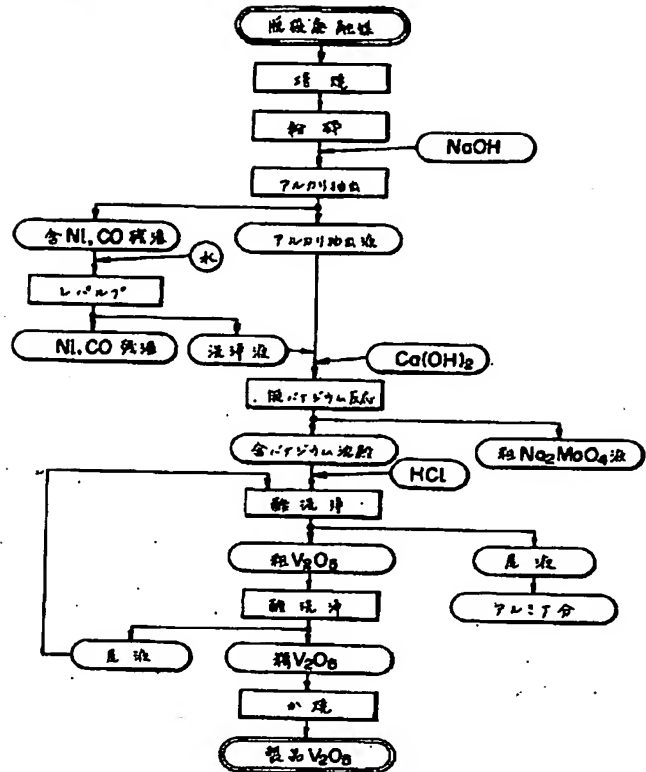 脱硫廃触媒
焙焼
粉砕
NaOH
アルカリ抽出
含Ni.CO残渣
アルカリ抽出液
水
レパルプ
Ni.CO残渣
洗浄液
Ca(OH)2
脱バナジウム反応
含バナジウム沈殿
粗Na2MoO4液
HCl
酸洗浄
粗V2O5
尾液
酸洗浄
アルミナ分
尾液
精V2O5
か焼
製品V2O5